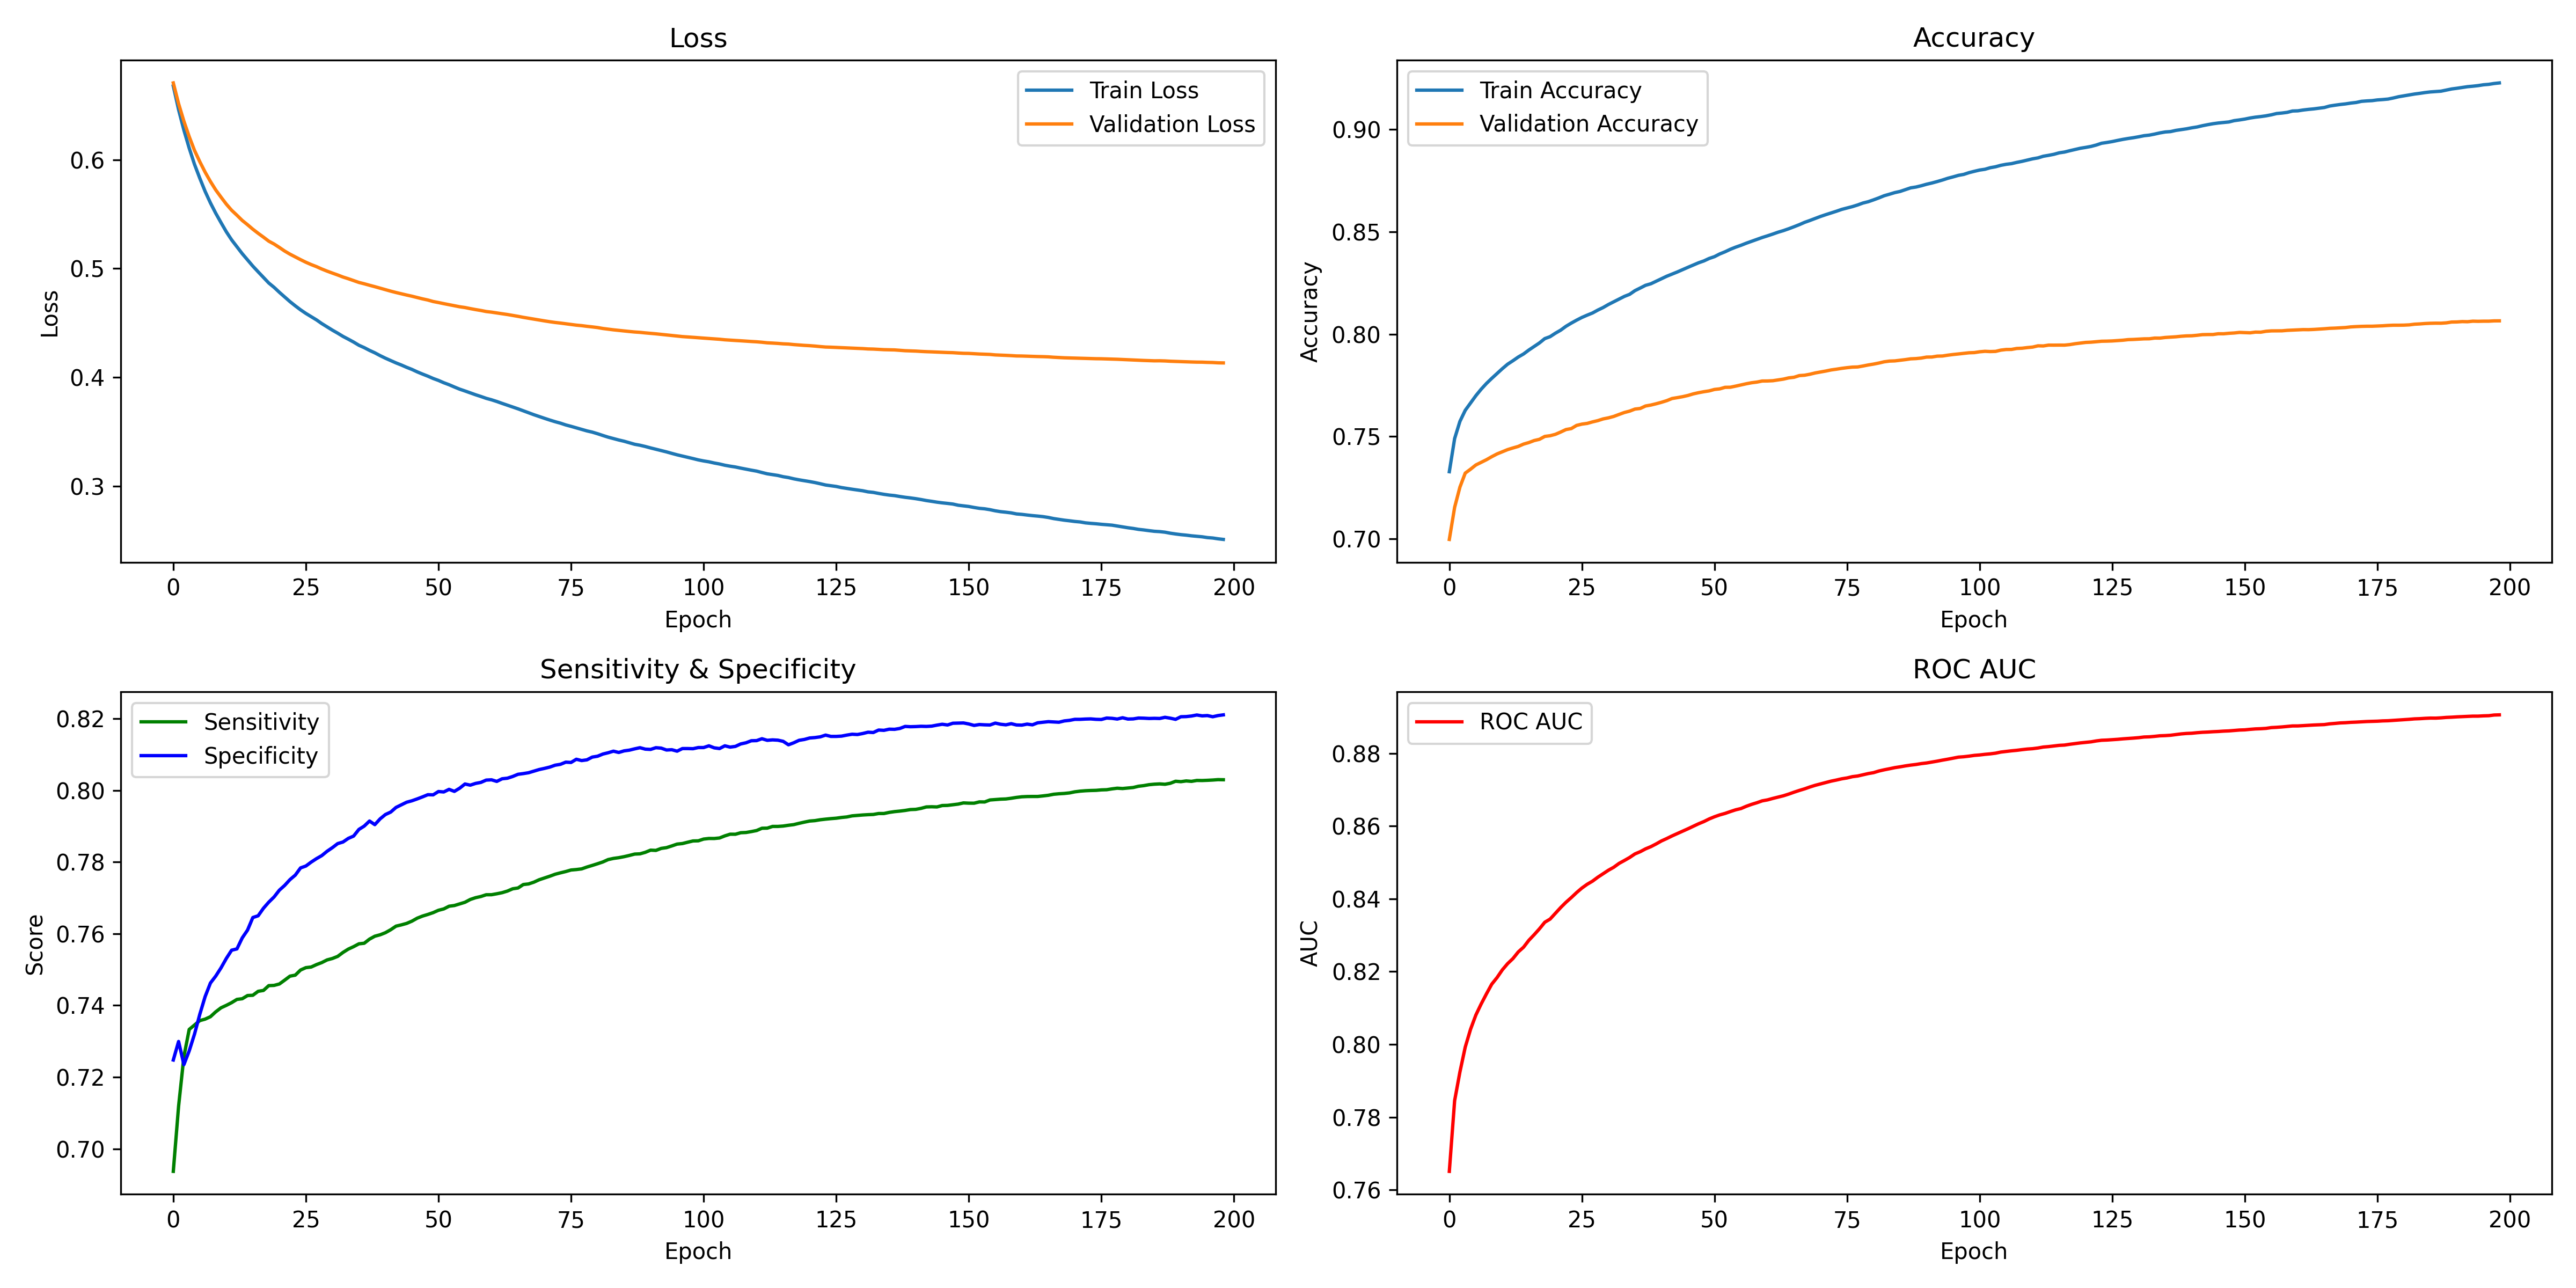 Loss
Train Loss
Validation Loss
Loss
0.6
0.5
0.4
0.3
0 25 50 75 100 125 150 175 200
Epoch
Accuracy
Train Accuracy
Validation Accuracy
Accuracy
0.90
0.85
0.80
0.75
0.70
0 25 50 75 100 125 150 175 200
Epoch
Sensitivity & Specificity
Sensitivity
Specificity
Score
0.82
0.80
0.78
0.76
0.74
0.72
0.70
0 25 50 75 100 125 150 175 200
Epoch
ROC AUC
ROC AUC
AUC
0.88
0.86
0.84
0.82
0.80
0.78
0.76
0 25 50 75 100 125 150 175 200
Epoch